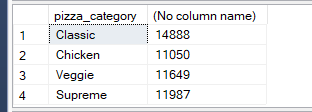 pizza_category (No column name)
1 Classic 14888
2 Chicken 11050
3 Veggie 11649
4 Supreme 11987